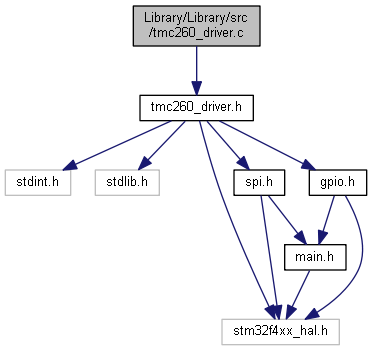 Library/Library/src
/tmc260_driver.c
tmc260_driver.h
stdint.h
stdlib.h
spi.h
gpio.h
main.h
stm32f4xx_hal.h